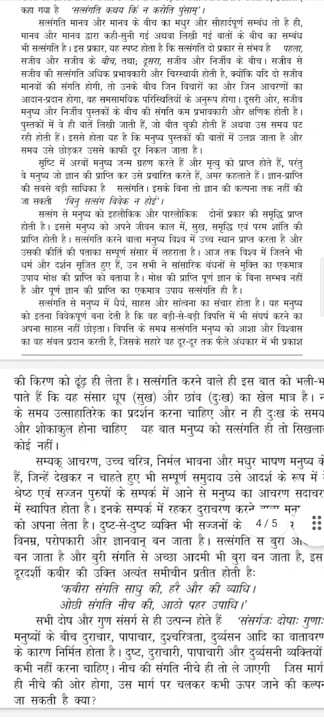 कहा गया है 'सत्संगति कथय किं न करोति पुंसाम्'।
सत्संगति मानव और मानव के बीच का मधुर और सौहार्दपूर्ण सम्बंध तो है ही,
मानव और मानव द्वारा कही-सुनी गई अथवा लिखी गई बातों के बीच का सम्बंध
भी सत्संगति है। इस प्रकार, यह स्पष्ट होता है कि सत्संगति दो प्रकार से संभव है पहला,
सजीव और सजीव के बीच, तथा; दूसरा, सजीव और निर्जीव के बीच। सजीव से
सजीव की सत्संगति अधिक प्रभावकारी और चिरस्थायी होती है, क्योंकि यदि दो सजीव
मानवों की संगति होगी, तो उनके बीच जिन विचारों का और जिन आचरणों का
आदान-प्रदान होगा, वह समसामयिक परिस्थितियों के अनुरूप होगा। दूसरी ओर, सजीव
मनुष्य और निर्जीव पुस्तकों के बीच की संगति कम प्रभावकारी और क्षणिक होती है।
पुस्तकों में वे ही बातें लिखी जाती हैं, जो बीत चुकी होती हैं अथवा उस समय घट
रही होती हैं। इससे होता यह है कि मनुष्य पुस्तकों की बातों में उलझ जाता है और
समय उसे छोड़कर उससे काफी दूर निकल जाता है।
सृष्टि में अरबों मनुष्य जन्म ग्रहण करते हैं और मृत्यु को प्राप्त होते हैं, परंतु
वे मनुष्य जो ज्ञान की प्राप्ति कर उसे प्रचारित करते हैं, अमर कहलाते हैं। ज्ञान-प्राप्ति
की सबसे बड़ी साधिका है सत्संगति। इसके बिना तो ज्ञान की कल्पना तक नहीं की
जा सकती 'बिनु सत्संग विवेक न होई'।
सत्संग से मनुष्य को इहलौकिक और पारलौकिक दोनों प्रकार की समृद्धि प्राप्त
होती है। इससे मनुष्य को अपने जीवन काल में, सुख, समृद्धि एवं परम शांति की
प्राप्ति होती है। सत्संगति करने वाला मनुष्य विश्व में उच्च स्थान प्राप्त करता है और
उसकी कीर्ति की पताका सम्पूर्ण संसार में लहराता है। आज तक विश्व में जितने भी
धर्म और दर्शन सृजित हुए हैं, उन सभी ने सांसारिक बंधनों से मुक्ति का एकमात्र
उपाय मोक्ष की प्राप्ति को बताया है। मोक्ष की प्राप्ति पूर्ण ज्ञान के बिना सम्भव नहीं
है और पूर्ण ज्ञान की प्राप्ति का एकमात्र उपाय सत्संगति ही है।
सत्संगति से मनुष्य में धैर्य, साहस और सांत्वना का संचार होता है। यह मनुष्य
को इतना विवेकपूर्ण बना देती है कि वह बड़ी-से-बड़ी विपत्ति में भी संघर्ष करने का
अपना साहस नहीं छोड़ता। विपत्ति के समय सत्संगति मनुष्य को आशा और विश्वास
का वह संबल प्रदान करती है, जिसके सहारे वह दूर-दूर तक फैले अंधकार में भी प्रकाश
की किरण को ढूंढ़ ही लेता है। सत्संगति करने वाले ही इस बात को भली-भ
पाते हैं कि यह संसार धूप (सुख) और छांव (दुःख) का खेल मात्र है। न
के समय उत्साहातिरेक का प्रदर्शन करना चाहिए और न ही दुःख के समय
और शोकाकुल होना चाहिए यह बात मनुष्य को सत्संगति ही तो सिखला
कोई नहीं।
सम्यक् आचरण, उच्च चरित्र, निर्मल भावना और मधुर भाषण मनुष्य वे
हैं, जिन्हें देखकर न चाहते हुए भी सम्पूर्ण समुदाय उसे आदर्श के रूप में
श्रेष्ठ एवं सज्जन पुरुषों के सम्पर्क में आने से मनुष्य का आचरण सदाचर
में स्थापित होता है। इनके सम्पर्क में रहकर दुराचरण करने मनु
को अपना लेता है। दुष्ट-से-दुष्ट व्यक्ति भी सज्जनों के 4 / 5
विनम्र, परोपकारी और ज्ञानवान् बन जाता है। सत्संगति स बुरा आ
बन जाता है और बुरी संगति से अच्छा आदमी भी बुरा बन जाता है, इस
दूरदर्शी कबीर की उक्ति अत्यंत समीचीन प्रतीत होती हैः
'कबीरा संगति साधु की, हरै और की व्याधि।
ओछी संगति नीच की, आठो पहर उपाधि।'
सभी दोष और गुण संसर्ग से ही उत्पन्न होते हैं 'संसर्गजः दोषाः गुणाः
मनुष्यों के बीच दुराचार, पापाचार, दुश्चरित्रता, दुर्व्यसन आदि का वातावरण
के कारण निर्मित होता है। दुष्ट, दुराचारी, पापाचारी और दुर्व्यसनी व्यक्तियों
कभी नहीं करना चाहिए। नीच की संगति नीचे ही तो ले जाएगी जिस मार्ग
ही नीचे की ओर होगा, उस मार्ग पर चलकर कभी ऊपर जाने की कल्प
जा सकती है क्या?